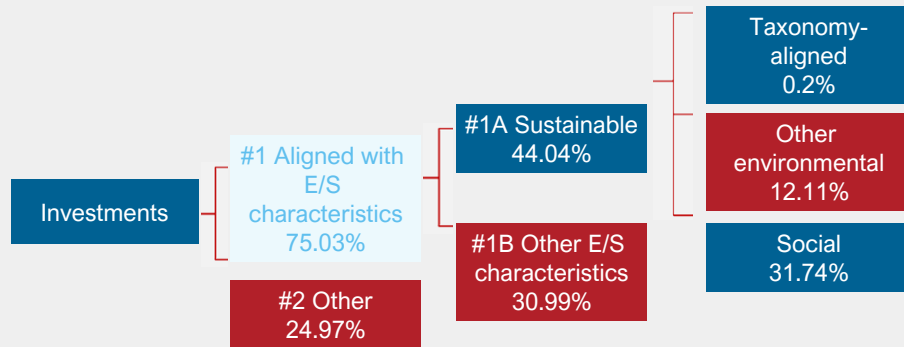 Investments
#1 Aligned with
E/S
characteristics
75.03%
#2 Other
24.97%
#1A Sustainable
44.04%
#1B Other E/S
characteristics
30.99%
Taxonomy-
aligned
0.2%
Other
environmental
12.11%
Social
31.74%